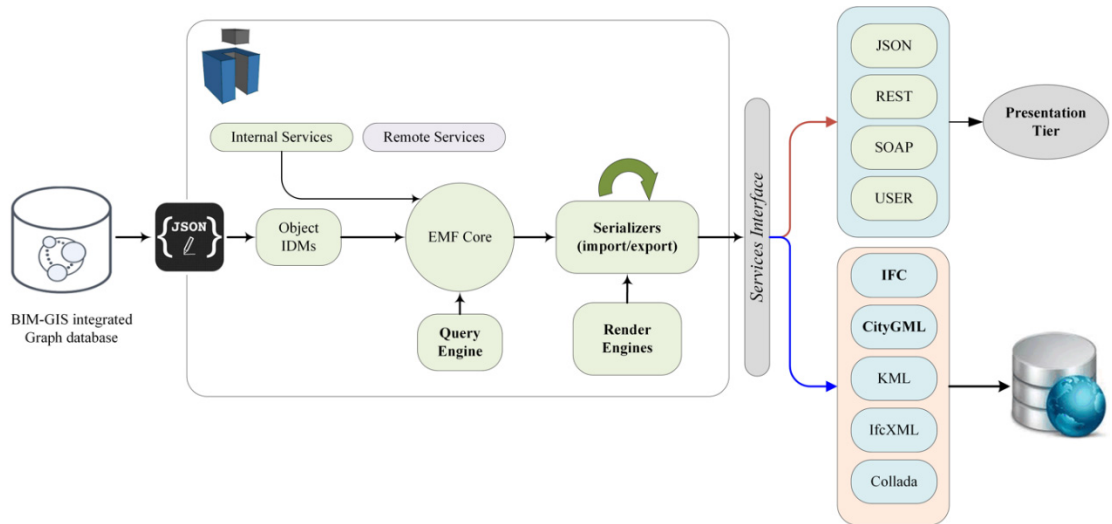 BIM-GIS integrated
Graph database
{JSON}
Internal Services
Remote Services
Object
IDMs
EMF Core
Query
Engine
Serializers
(import/export)
Render
Engines
Services Interface
JSON
REST
SOAP
USER
Presentation
Tier
IFC
CityGML
KML
IfcXML
Collada